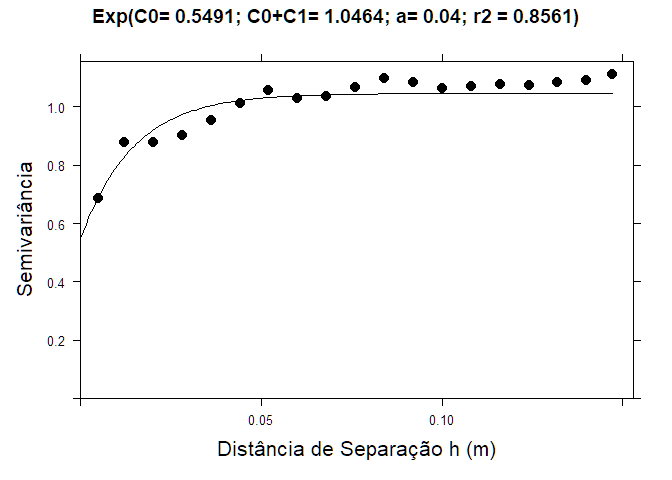 Exp(C0= 0.5491; C0+C1= 1.0464; a= 0.04; r2 = 0.8561)
1.0
0.8
0.6
0.4
0.2
Semivariância
0.05
0.10
Distância de Separação h (m)